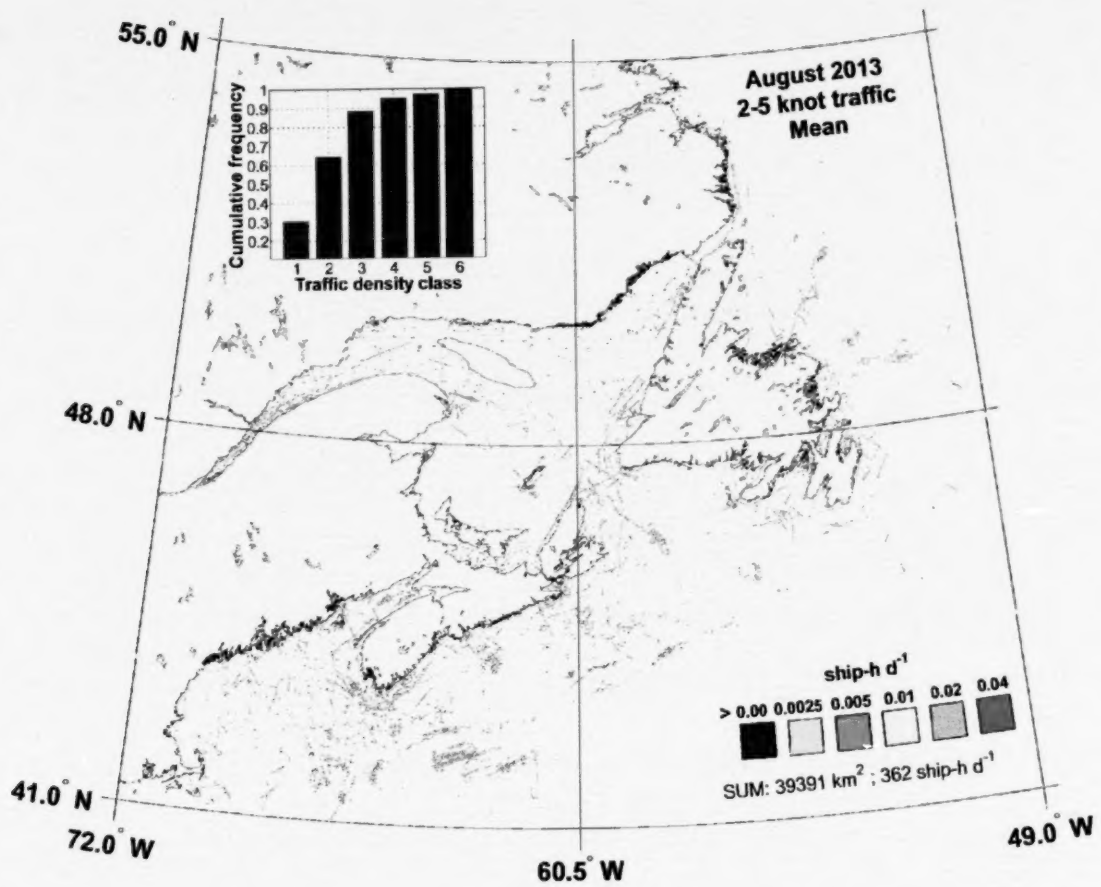 55.0° N
August 2013
2-5 knot traffic
Mean
Cumulative frequency
1
0.9
0.8
0.7
0.6
0.5
0.4
0.3
0.2
1 2 3 4 5 6
Traffic density class
48.0° N
ship-h d⁻¹
> 0.00 0.0025 0.005 0.01 0.02 0.04
SUM: 39391 km² ; 362 ship-h d⁻¹
41.0° N
72.0° W
60.5° W
49.0° W